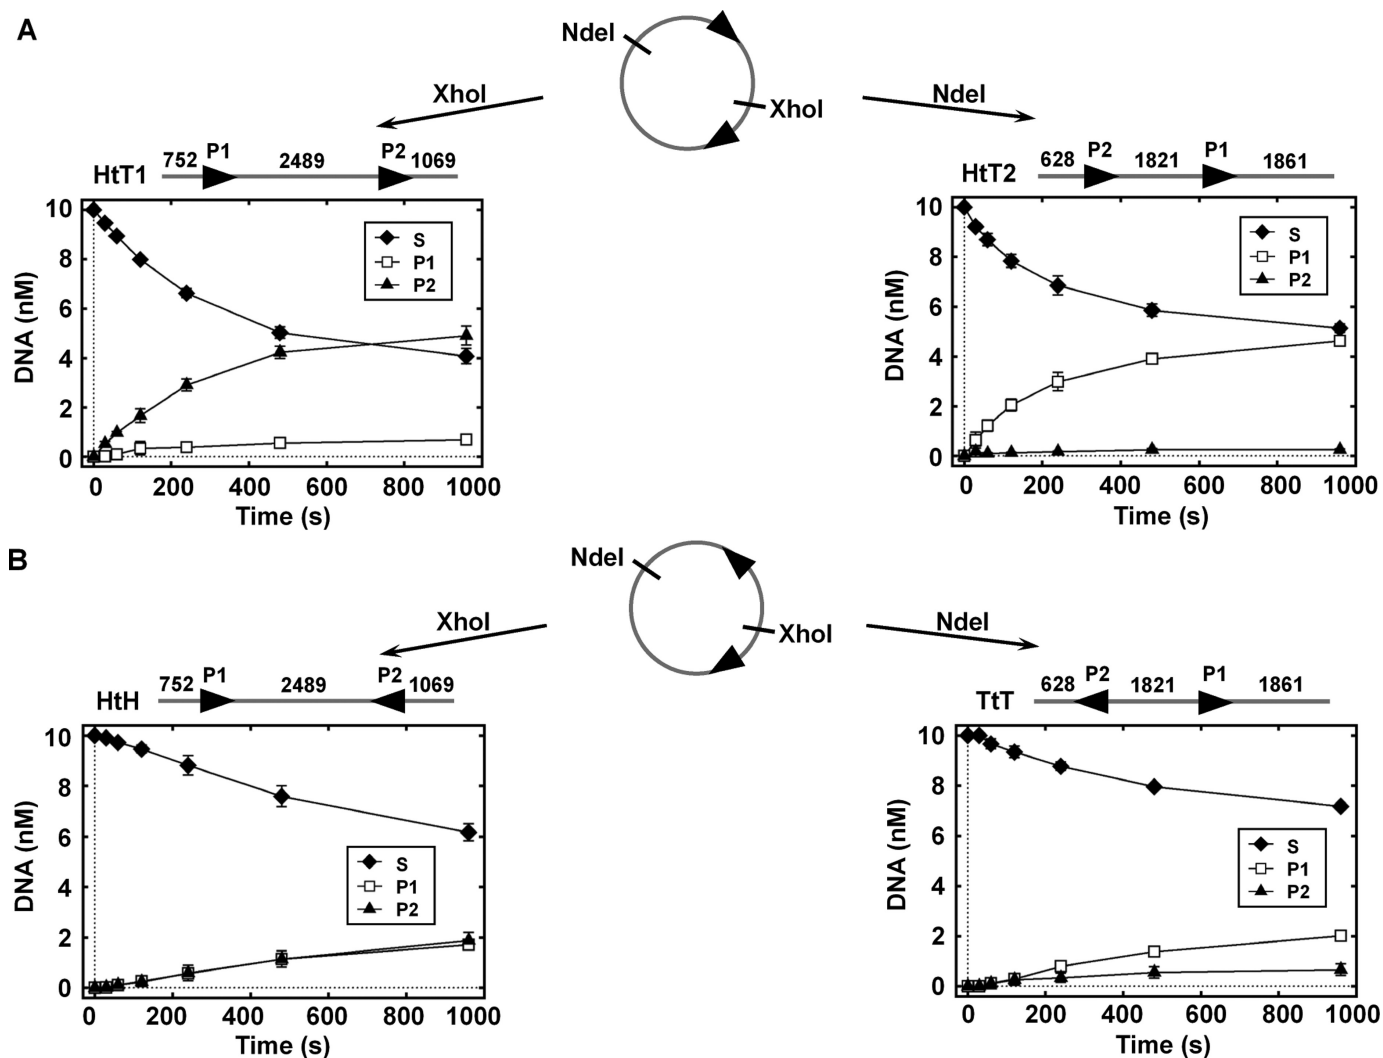 A
NdeI
XhoI
XhoI
NdeI
HtT1
752 P1 2489 P2 1069
DNA (nM)
10
8
6
4
2
0
S
P1
P2
0 200 400 600 800 1000
Time (s)
HtT2
628 P2 1821 P1 1861
DNA (nM)
10
8
6
4
2
0
S
P1
P2
0 200 400 600 800 1000
Time (s)
B
NdeI
XhoI
XhoI
NdeI
HtH
752 P1 2489 P2 1069
DNA (nM)
10
8
6
4
2
0
S
P1
P2
0 200 400 600 800 1000
Time (s)
TtT
628 P2 1821 P1 1861
DNA (nM)
10
8
6
4
2
0
S
P1
P2
0 200 400 600 800 1000
Time (s)